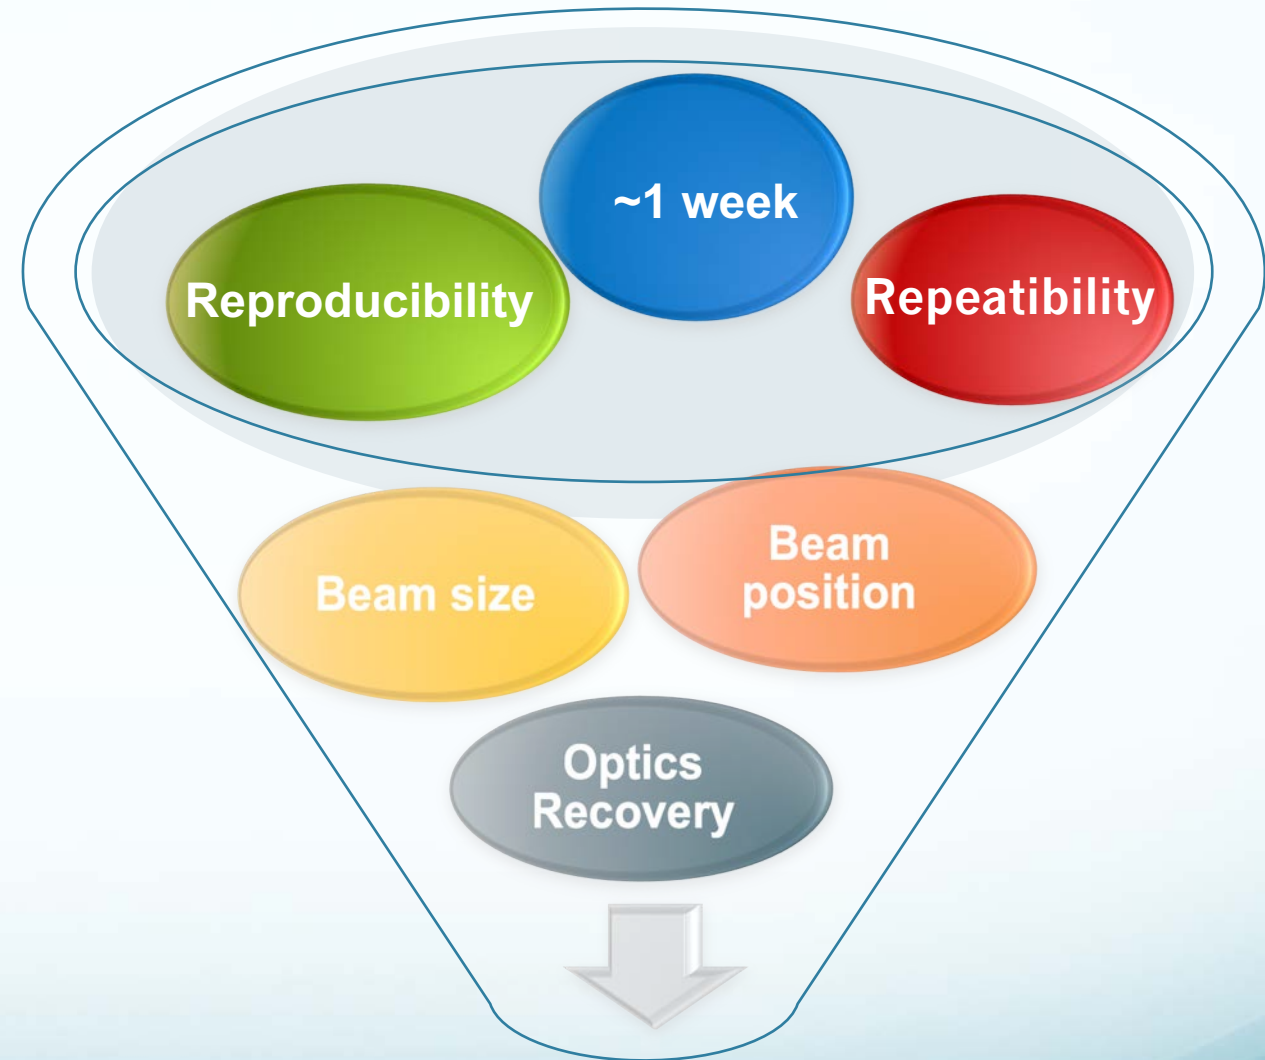 ~1 week
Reproducibility
Repeatibility
Beam size
Beam
position
Optics
Recovery